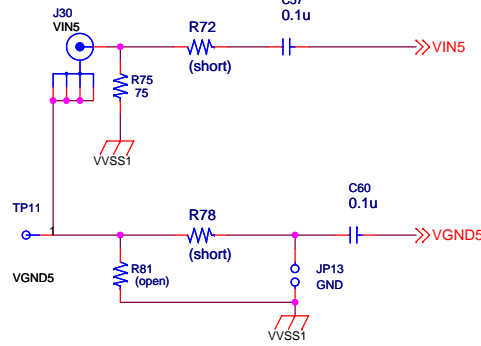 J30
VIN5
R72
(short)
0.1u
VIN5
R75
75
VVSS1
TP11
1
VGND5
R78
(short)
C60
0.1u
VGND5
R81
(open)
JP13
GND
VVSS1